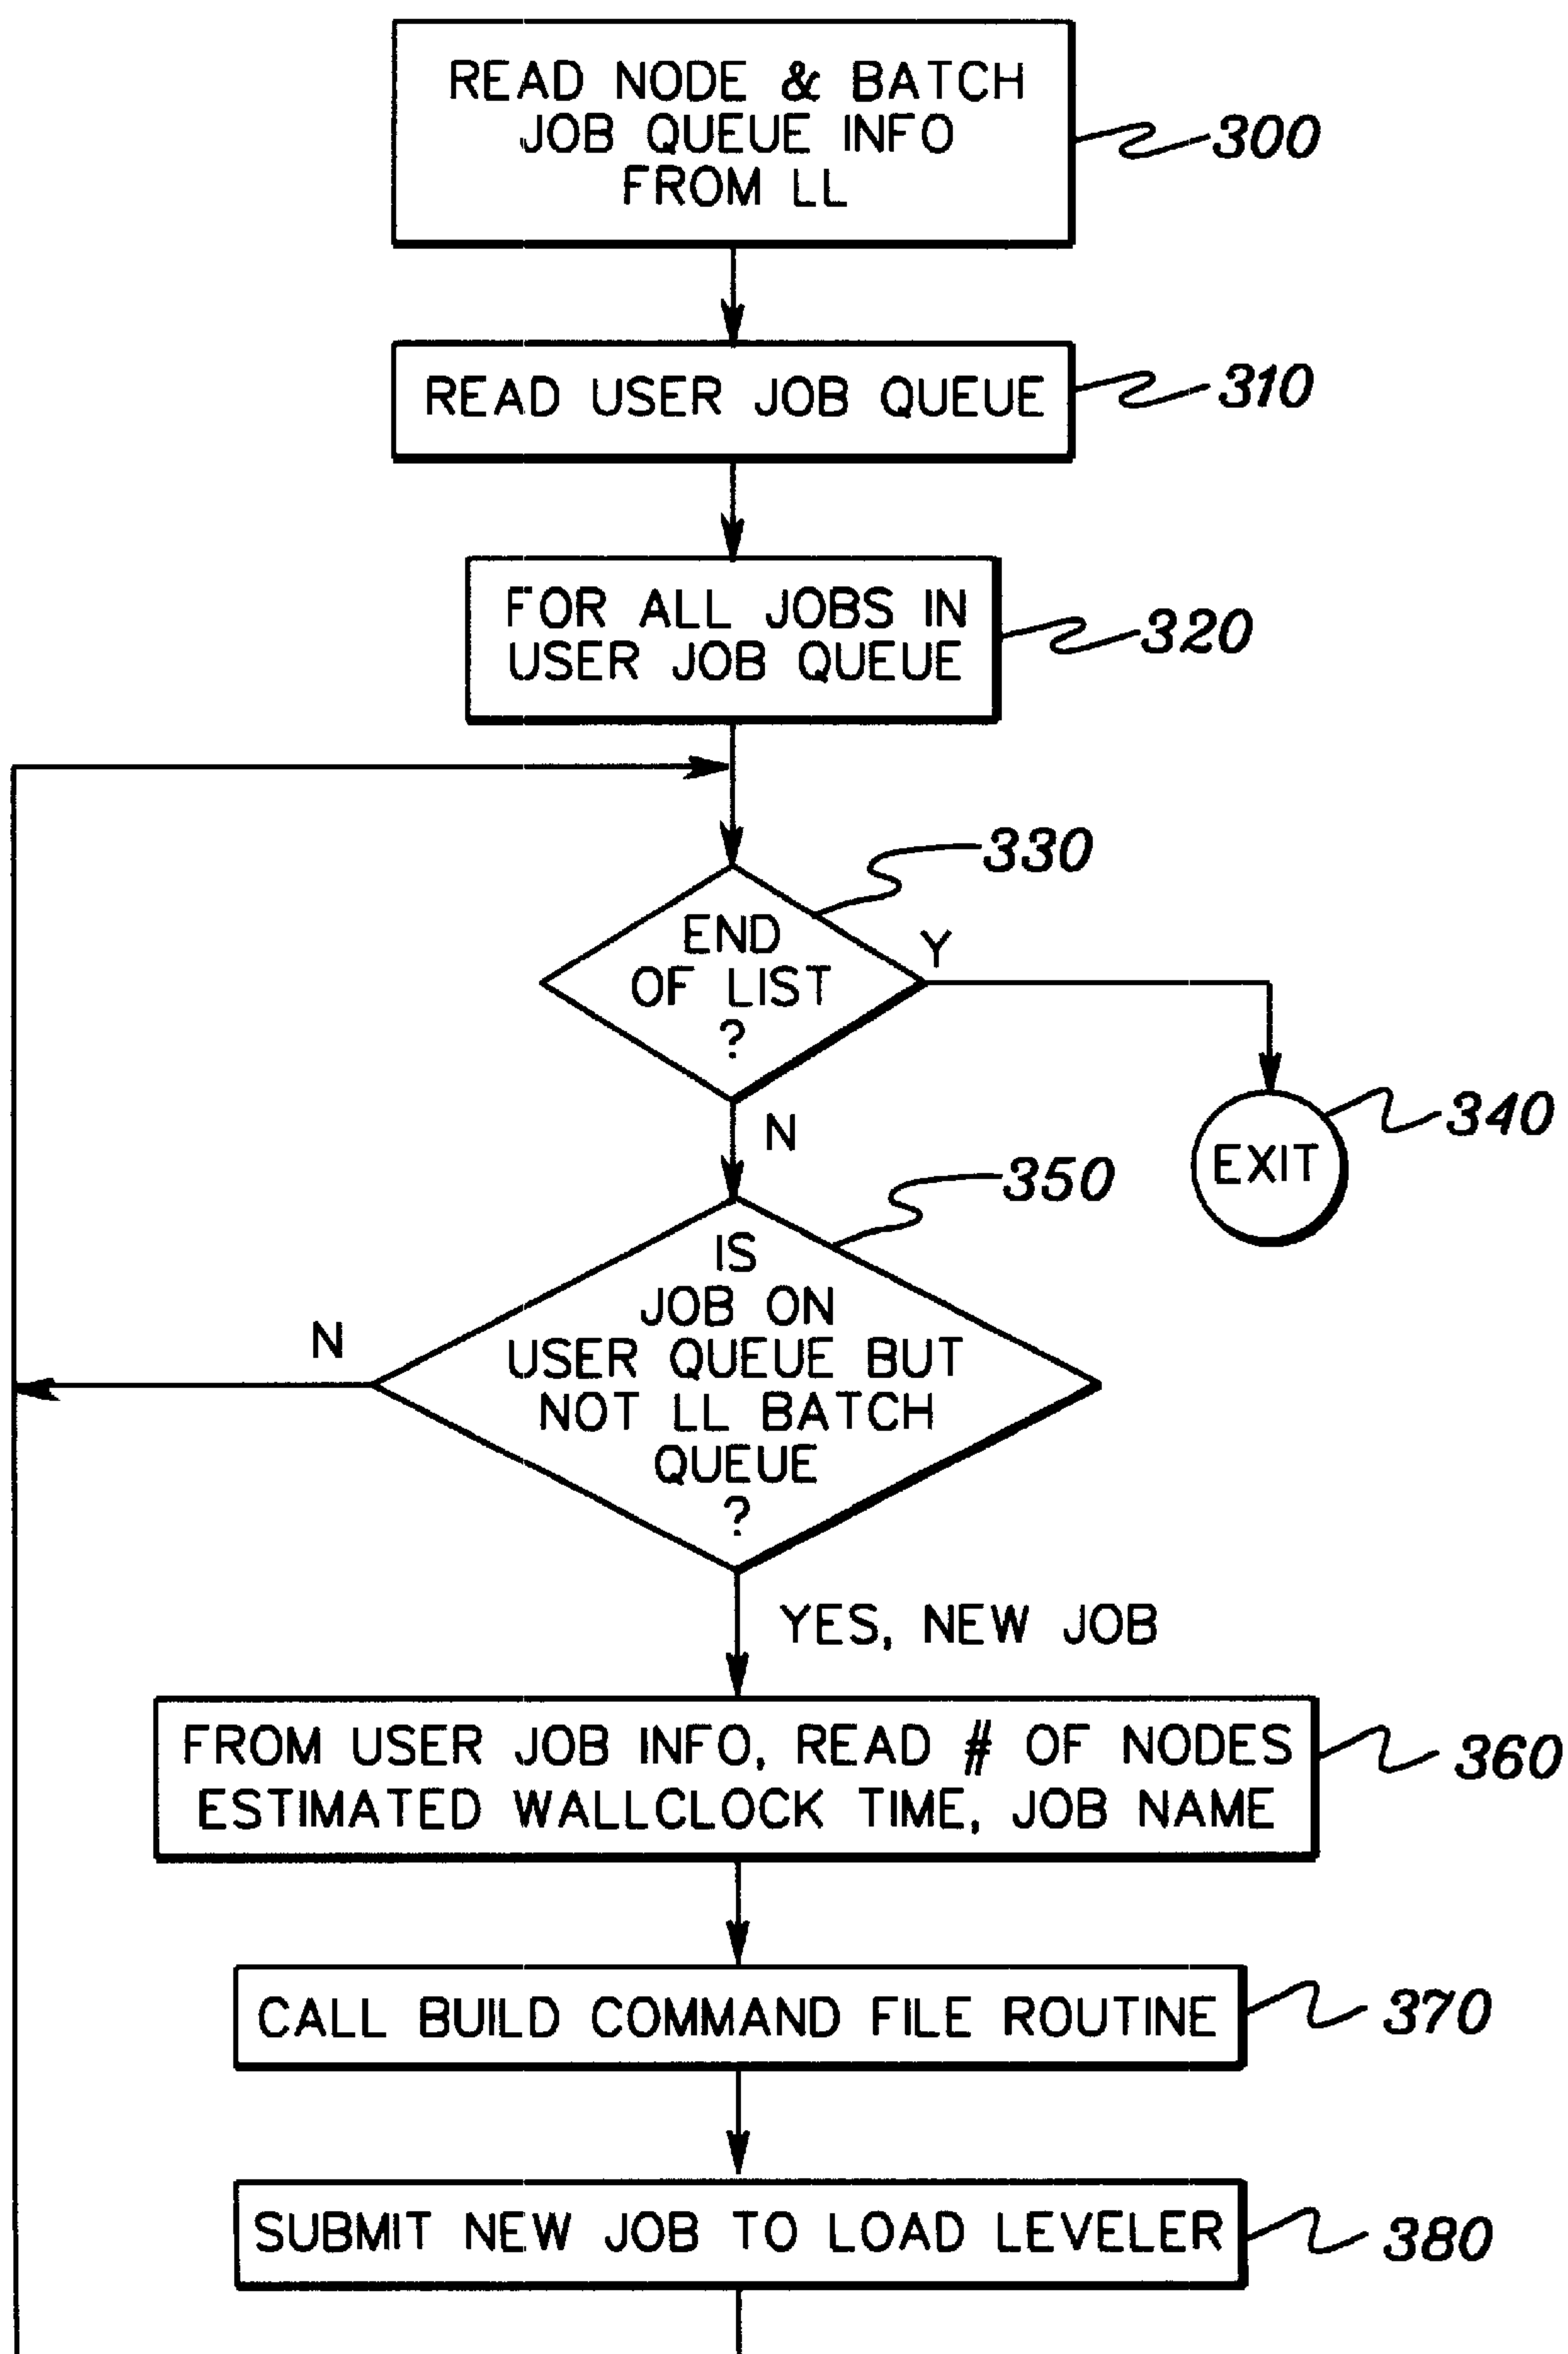 READ NODE & BATCH
JOB QUEUE INFO
FROM LL
300
READ USER JOB QUEUE
310
FOR ALL JOBS IN
USER JOB QUEUE
320
330
END
OF LIST
?
Y
N
340
EXIT
350
IS
JOB ON
USER QUEUE BUT
NOT LL BATCH
QUEUE
?
N
YES, NEW JOB
FROM USER JOB INFO, READ # OF NODES
ESTIMATED WALLCLOCK TIME, JOB NAME
360
CALL BUILD COMMAND FILE ROUTINE
370
SUBMIT NEW JOB TO LOAD LEVELER
380